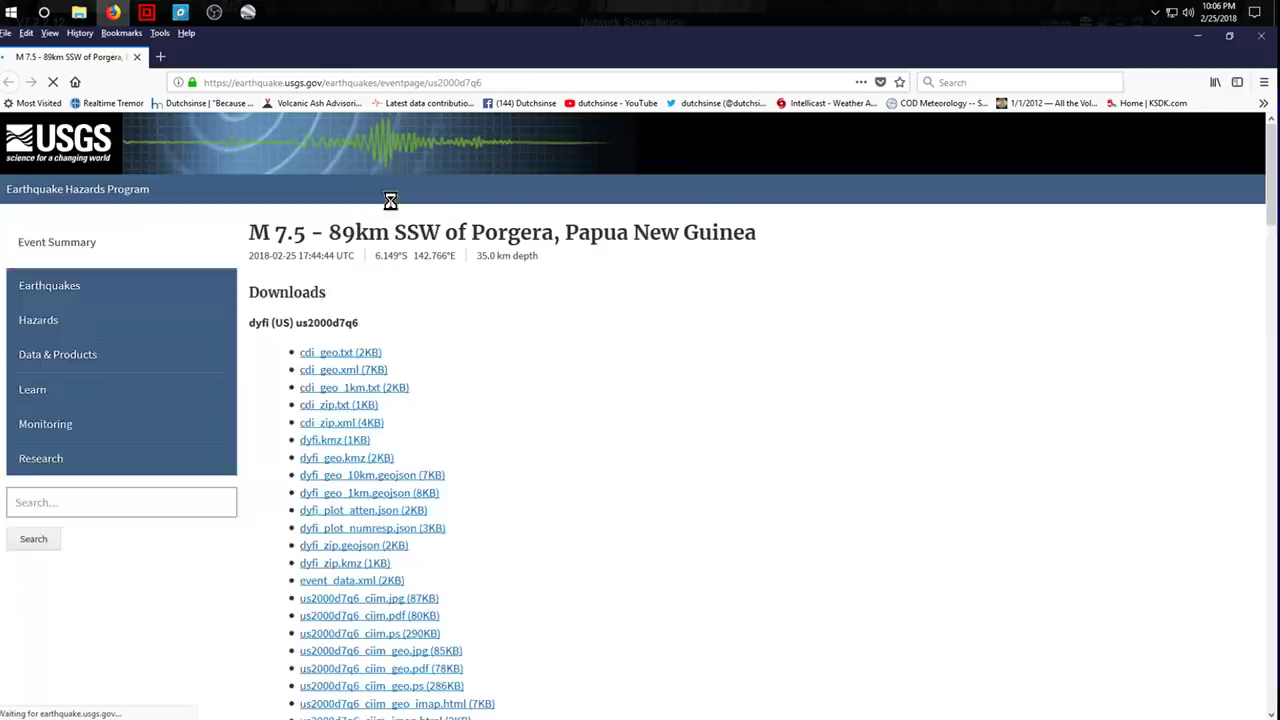 Network Surveillance
10:06 PM
2/25/2018
File Edit View History Bookmarks Tools Help
M 7.5 - 89km SSW of Porgera,
https://earthquake.usgs.gov/earthquakes/eventpage/us2000d7q6
Search
Most Visited Realtime Tremor Dutchsinse | "Because ... Volcanic Ash Advisori... Latest data contributio... (144) Dutchsinse dutchsinse - YouTube dutchsinse (@dutchsi... Intellicast - Weather A... COD Meteorology -- S... 1/1/2012 — All the Vol... Home | KSDK.com
USGS
science for a changing world
Earthquake Hazards Program
Event Summary
Earthquakes
Hazards
Data & Products
Learn
Monitoring
Research
Search...
Search
M 7.5 - 89km SSW of Porgera, Papua New Guinea
2018-02-25 17:44:44 UTC 6.149°S 142.766°E 35.0 km depth
Downloads
dyfi (US) us2000d7q6
cdi_geo.txt (2KB)
cdi_geo.xml (7KB)
cdi_geo_1km.txt (2KB)
cdi_zip.txt (1KB)
cdi_zip.xml (4KB)
dyfi.kmz (1KB)
dyfi_geo.kmz (2KB)
dyfi_geo_10km.geojson (7KB)
dyfi_geo_1km.geojson (8KB)
dyfi_plot_atten.json (2KB)
dyfi_plot_numresp.json (3KB)
dyfi_zip.geojson (2KB)
dyfi_zip.kmz (1KB)
event_data.xml (2KB)
us2000d7q6_ciim.jpg (87KB)
us2000d7q6_ciim.pdf (80KB)
us2000d7q6_ciim.ps (290KB)
us2000d7q6_ciim_geo.jpg (85KB)
us2000d7q6_ciim_geo.pdf (78KB)
us2000d7q6_ciim_geo.ps (286KB)
us2000d7q6_ciim_geo_imap.html (7KB)
Waiting for earthquake.usgs.gov...